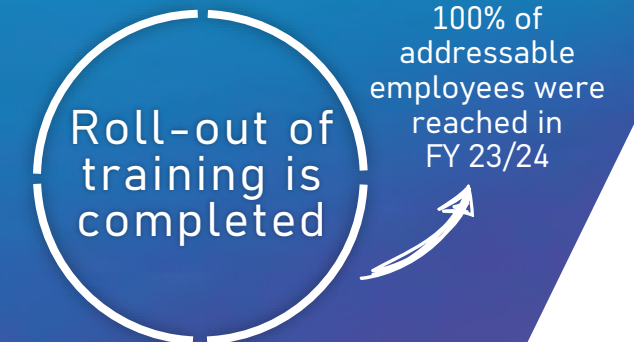 Roll-out of
training is
completed
100% of
addressable
employees were
reached in
FY 23/24